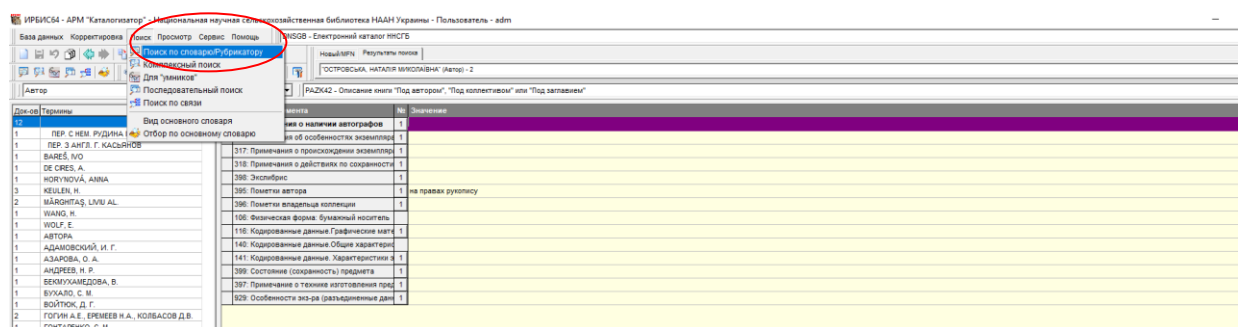 ИРБИС64 - АРМ "Каталогизатор" - Национальная научная сельскохозяйственная библиотека НААН Украины - Пользователь - adm
База данных Корректировка Поиск Просмотр Сервис Помощь
NSGB - Електронний каталог ННСГБ
Поиск по словарю/Рубрикатору
Комплексный поиск
Для "умников"
Последовательный поиск
Поиск по связи
Вид основного словаря
Отбор по основному словарю
Новый/MFN Результаты поиска
"ОСТРОВСЬКА, НАТАЛІЯ МИКОЛАЇВНА" (Автор) - 2
Автор
PAZK42 - Описание книги "Под автором", "Под коллективом" или "Под заглавием"
Док-ов Термины
12
1 ПЕР. С НЕМ. РУДИНА
1 ПЕР. З АНГЛ. Г. КАСЬЯНОВ
1 BAREŠ, IVO
1 DE CIRES, A.
1 HORYNOVÁ, ANNA
3 KEULEN, H.
2 MĂRGHITAŞ, LIVIU AL.
1 WANG, H.
1 WOLF, E.
1 АВТОРА
1 АДАМОВСКИЙ, И. Г.
1 АЗАРОВА, О. А.
1 АНДРЕЕВ, Н. Р.
1 БЕКМУХАМЕДОВА, В.
1 БУХАЛО, С. М.
1 ВОЙТЮК, Д. Г.
2 ГОГИН А.Е., ЕРЕМЕЕВ Н.А., КОЛБАСОВ Д.В.
1 ГОНТАРЕНКО, С. М.
мента № Значение
ния о наличии автографов 1
ия об особенностях экземпляра 1
317: Примечания о происхождении экземпляра 1
318: Примечания о действиях по сохранности 1
398: Экслибрис 1
395: Пометки автора 1 на правах рукопису
396: Пометки владельца коллекции 1
106: Физическая форма: бумажный носитель
116: Кодированные данные.Графические мате 1
140: Кодированные данные.Общие характерис
141: Кодированные данные. Характеристики э 1
399: Состояние (сохранность) предмета 1
397: Примечание о технике изготовления пред 1
929: Особенности экз-ра (разъединенные данн 1